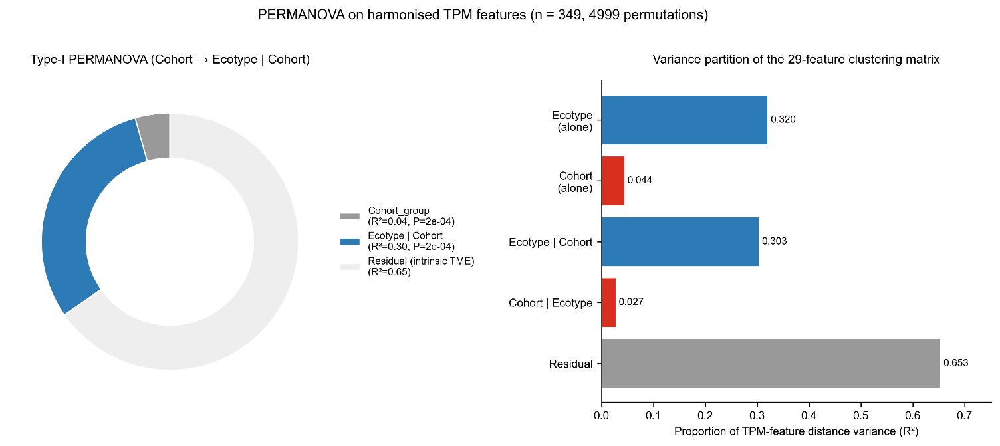 PERMANOVA on harmonised TPM features (n = 349, 4999 permutations)
Type-I PERMANOVA (Cohort → Ecotype | Cohort)
Cohort_group
(R²=0.04, P=2e-04)
Ecotype | Cohort
(R²=0.30, P=2e-04)
Residual (intrinsic TME)
(R²=0.65)
Variance partition of the 29-feature clustering matrix
Ecotype
(alone)
0.320
Cohort
(alone)
0.044
Ecotype | Cohort
0.303
Cohort | Ecotype
0.027
Residual
0.653
0.0 0.1 0.2 0.3 0.4 0.5 0.6 0.7
Proportion of TPM-feature distance variance (R²)